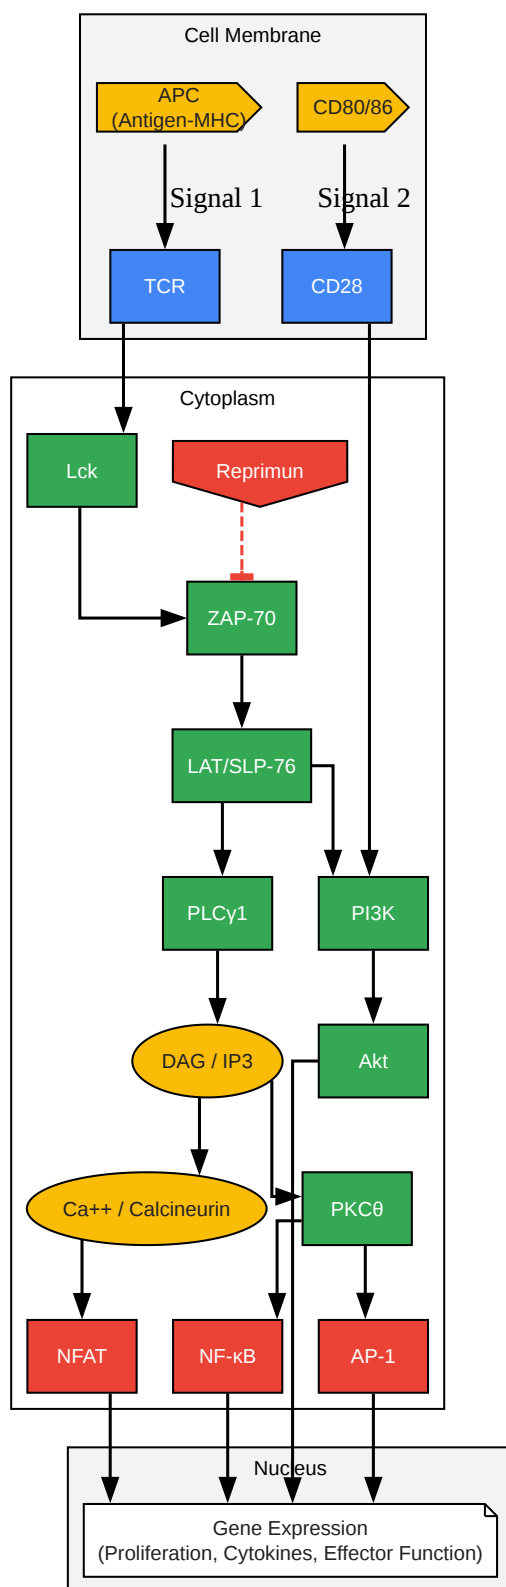 Cell Membrane
APC
(Antigen-MHC)
CD80/86
Signal 1
Signal 2
TCR
CD28
Cytoplasm
Lck
Reprimun
ZAP-70
LAT/SLP-76
PLCγ1
PI3K
DAG / IP3
Akt
Ca++ / Calcineurin
PKCθ
NFAT
NF-κB
AP-1
Nucleus
Gene Expression
(Proliferation, Cytokines, Effector Function)